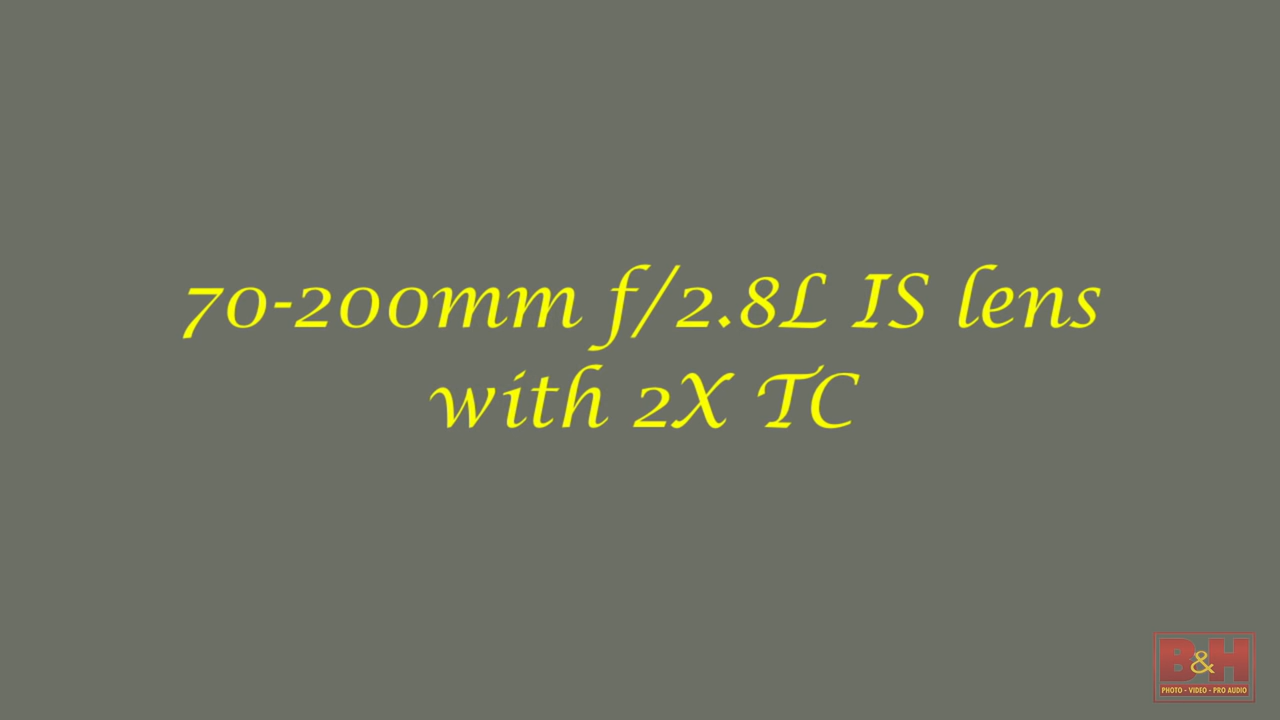 70-200mm f/2.8L IS lens
with 2X TC
B&H
PHOTO - VIDEO - PRO AUDIO